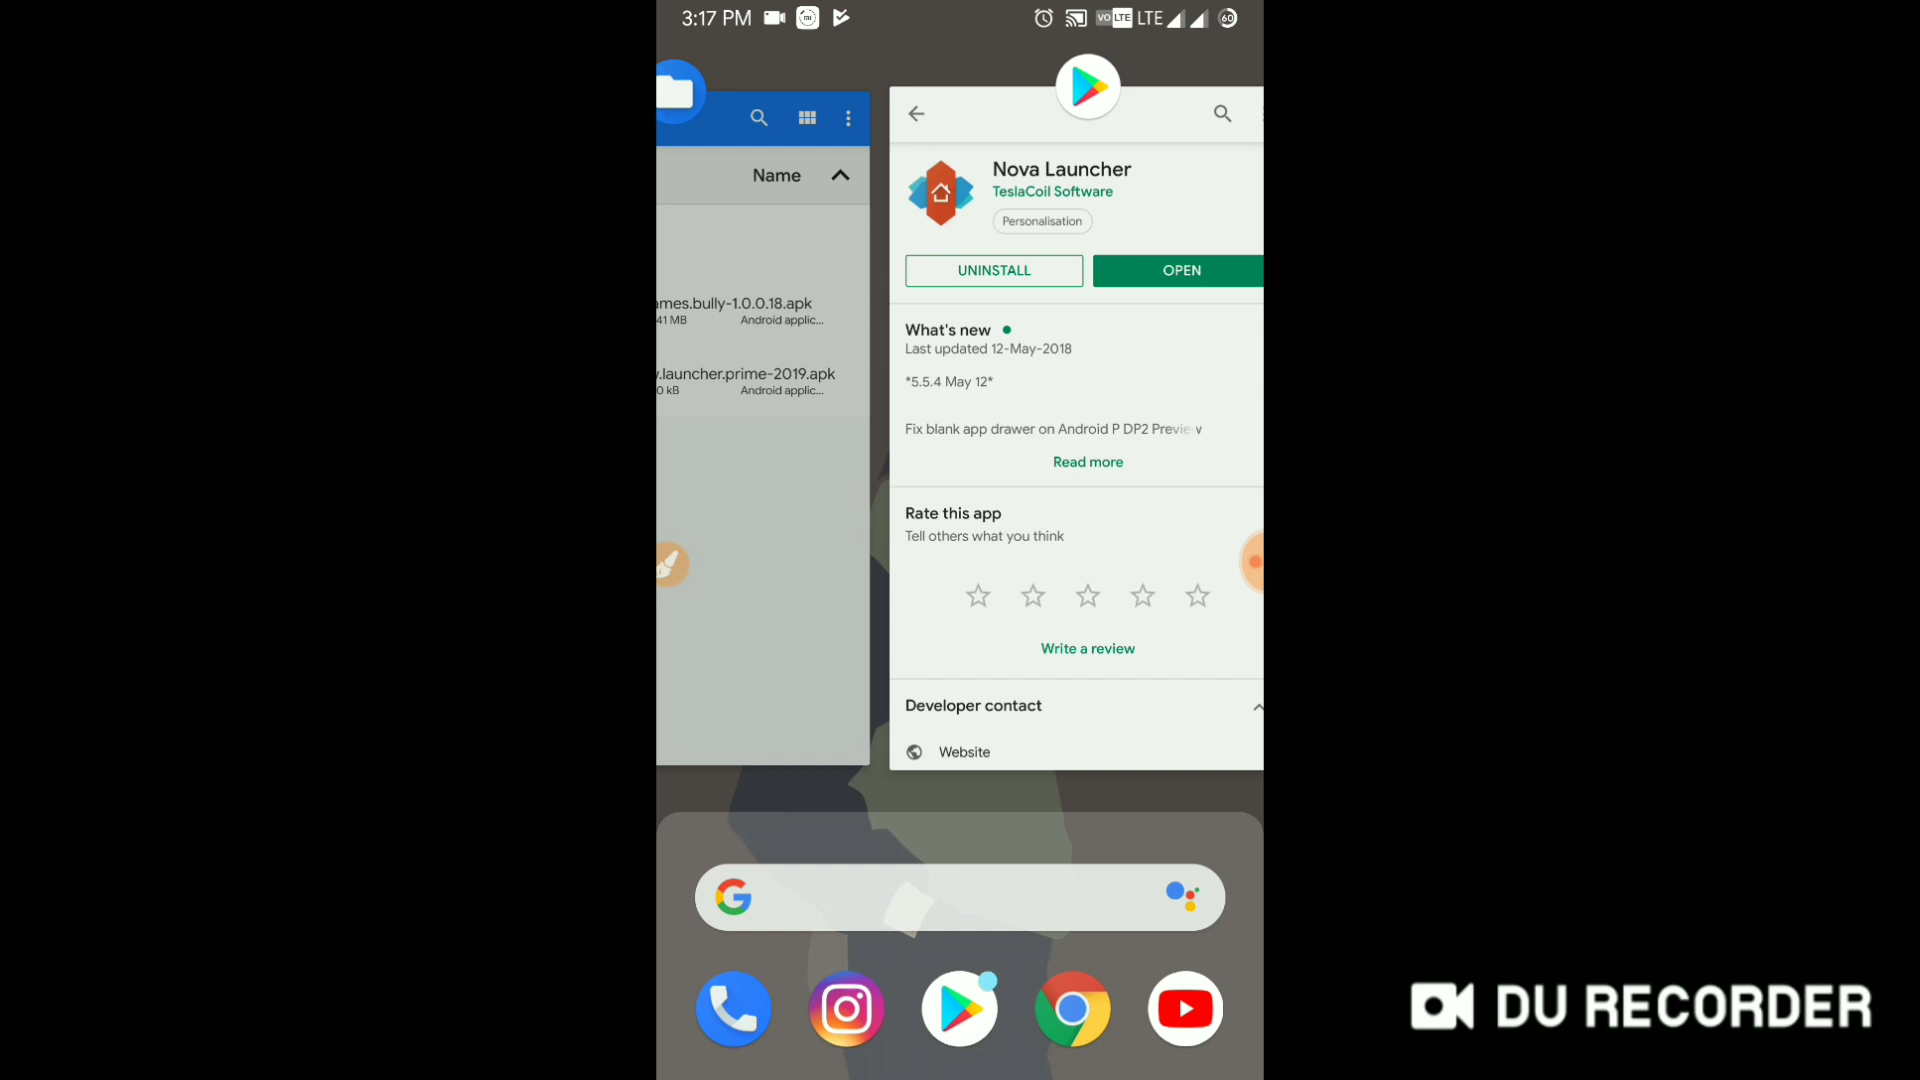 3:17 PM
VO LTE LTE 60
Name
ames.bully-1.0.0.18.apk
41 MB Android applic...
.launcher.prime-2019.apk
0 kB Android applic...
Nova Launcher
TeslaCoil Software
Personalisation
UNINSTALL OPEN
What's new
Last updated 12-May-2018
*5.5.4 May 12*
Fix blank app drawer on Android P DP2 Preview
Read more
Rate this app
Tell others what you think
Write a review
Developer contact
Website
DU RECORDER